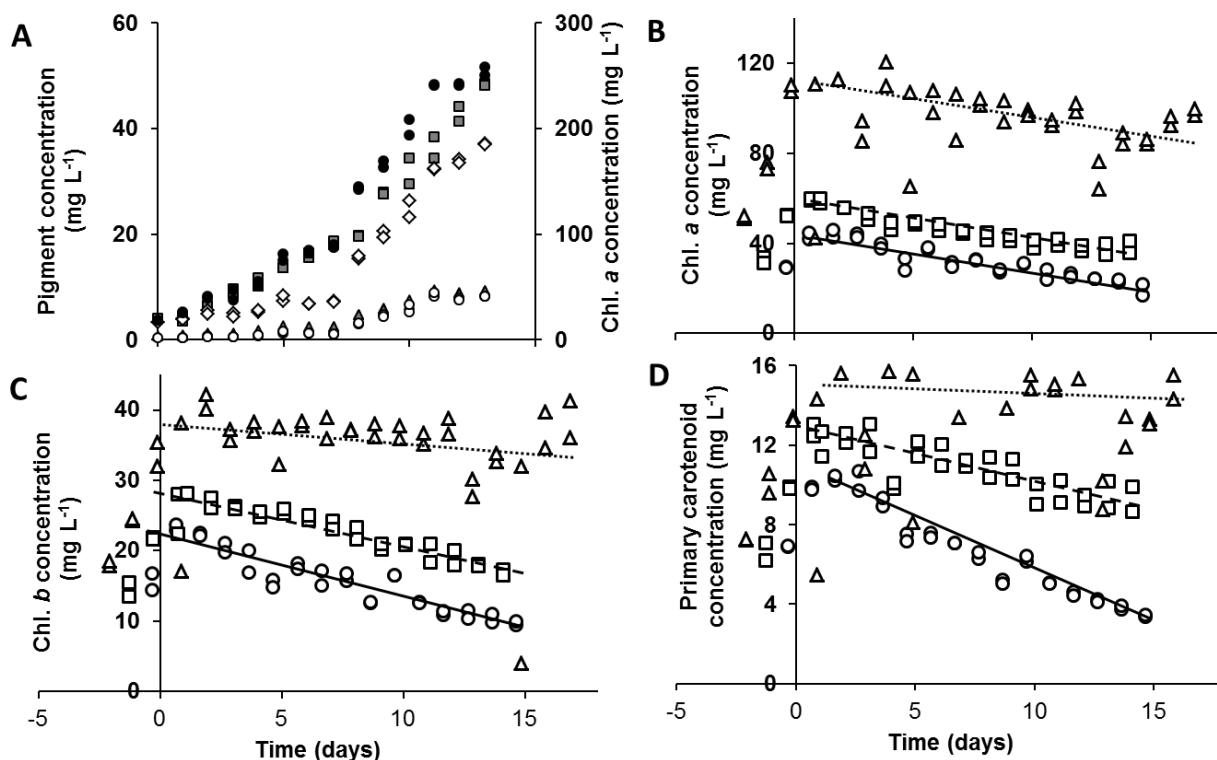 A
Pigment concentration
(mg L-1)
60
40
20
0
300
200
100
0
Chl. a concentration (mg L-1)
B
Chl. a concentration
(mg L-1)
120
80
40
0
C
Chl. b concentration
(mg L-1)
40
30
20
10
0
-5
0
5
10
15
Time (days)
D
Primary carotenoid
concentration (mg L-1)
16
12
8
4
0
-5
0
5
10
15
Time (days)